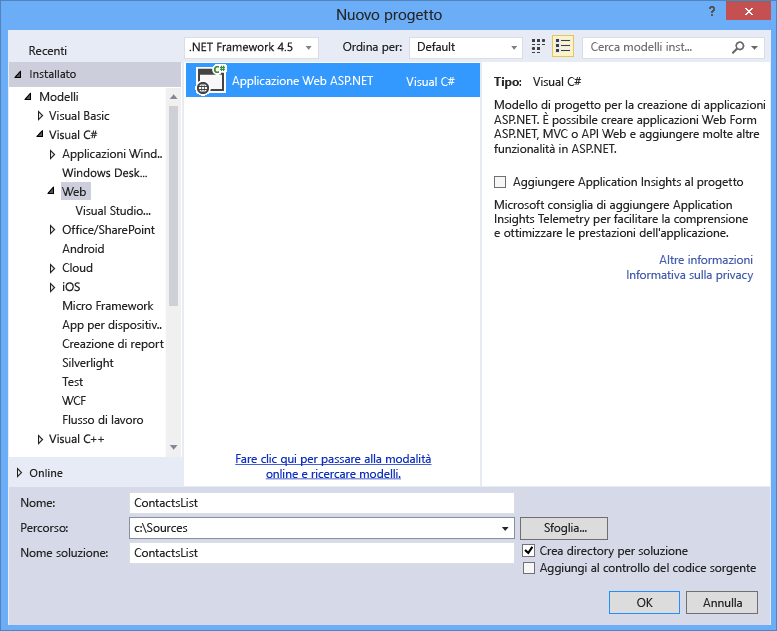 Nuovo progetto
?
Recenti
.NET Framework 4.5
Ordina per:
Default
Cerca modelli inst...
Installato
Modelli
Visual Basic
Visual C#
Applicazioni Wind..
Windows Desk...
Web
Visual Studio...
Office/SharePoint
Android
Cloud
iOS
Micro Framework
App per dispositiv..
Creazione di report
Silverlight
Test
WCF
Flusso di lavoro
Visual C++
Online
C#
Applicazione Web ASP.NET
Visual C#
Fare clic qui per passare alla modalità
online e ricercare modelli.
Tipo: Visual C#
Modello di progetto per la creazione di applicazioni
ASP.NET. È possibile creare applicazioni Web Form
ASP.NET, MVC o API Web e aggiungere molte altre
funzionalità in ASP.NET.
Aggiungere Application Insights al progetto
Microsoft consiglia di aggiungere Application
Insights Telemetry per facilitare la comprensione
e ottimizzare le prestazioni dell'applicazione.
Altre informazioni
Informativa sulla privacy
Nome:
ContactsList
Percorso:
c:\Sources
Sfoglia...
Nome soluzione:
ContactsList
Crea directory per soluzione
Aggiungi al controllo del codice sorgente
OK
Annulla